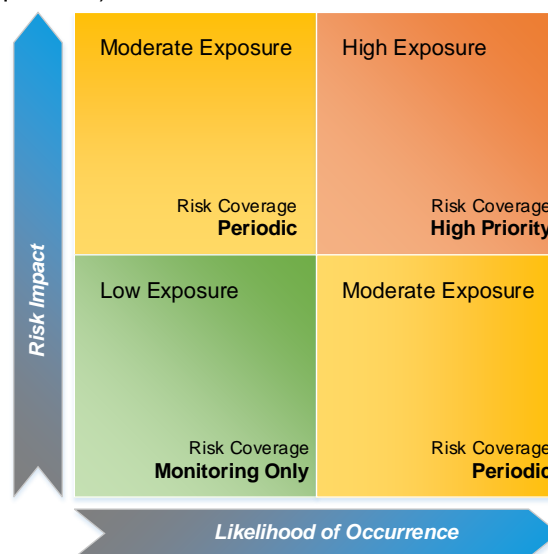 Moderate Exposure
High Exposure
Risk Coverage
Periodic
Risk Coverage
High Priority
Risk Impact
Low Exposure
Moderate Exposure
Risk Coverage
Monitoring Only
Risk Coverage
Periodic
Likelihood of Occurrence